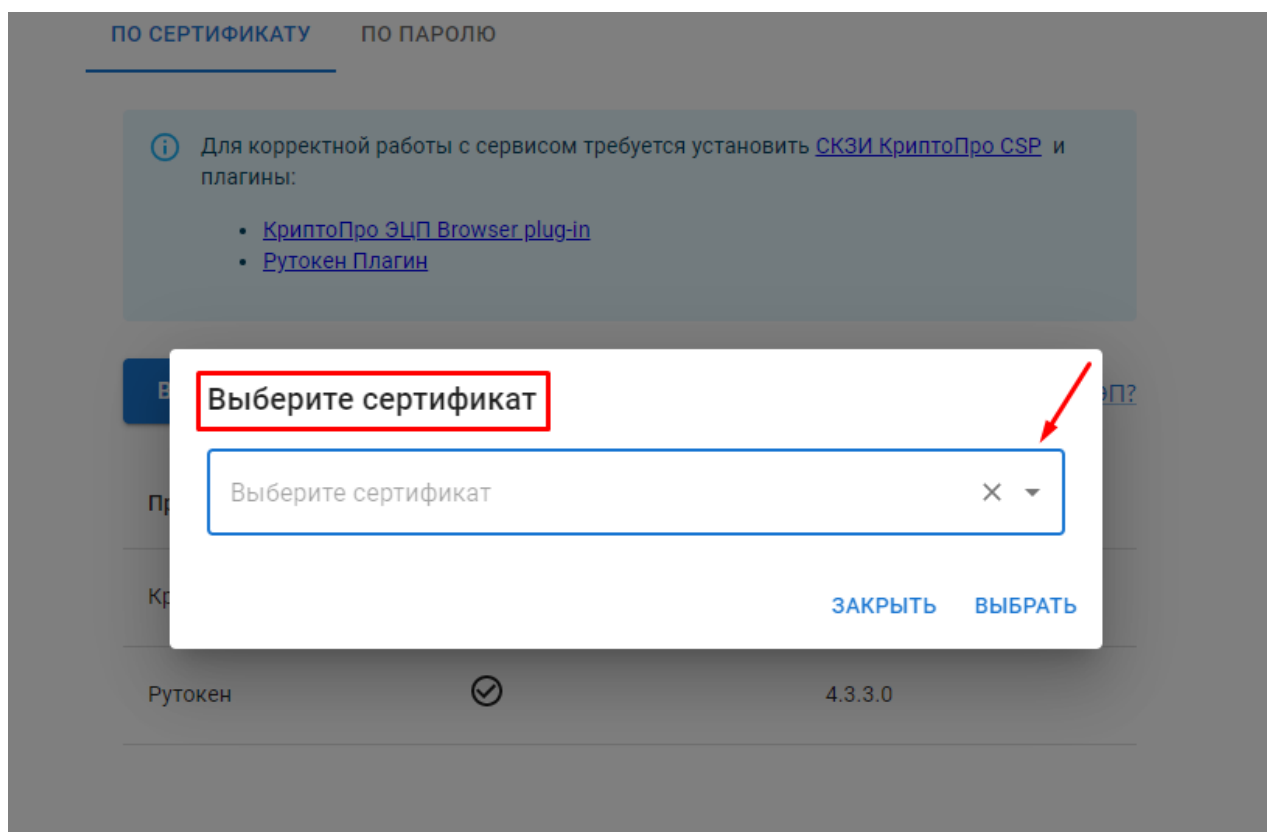 ПО СЕРТИФИКАТУ ПО ПАРОЛЮ
Для корректной работы с сервисом требуется установить СКЗИ КриптоПро CSP и
плагины:
• КриптоПро ЭЦП Browser plug-in
• Рутокен Плагин
Выберите сертификат
Выберите сертификат
ЗАКРЫТЬ ВЫБРАТЬ
Рутокен 4.3.3.0